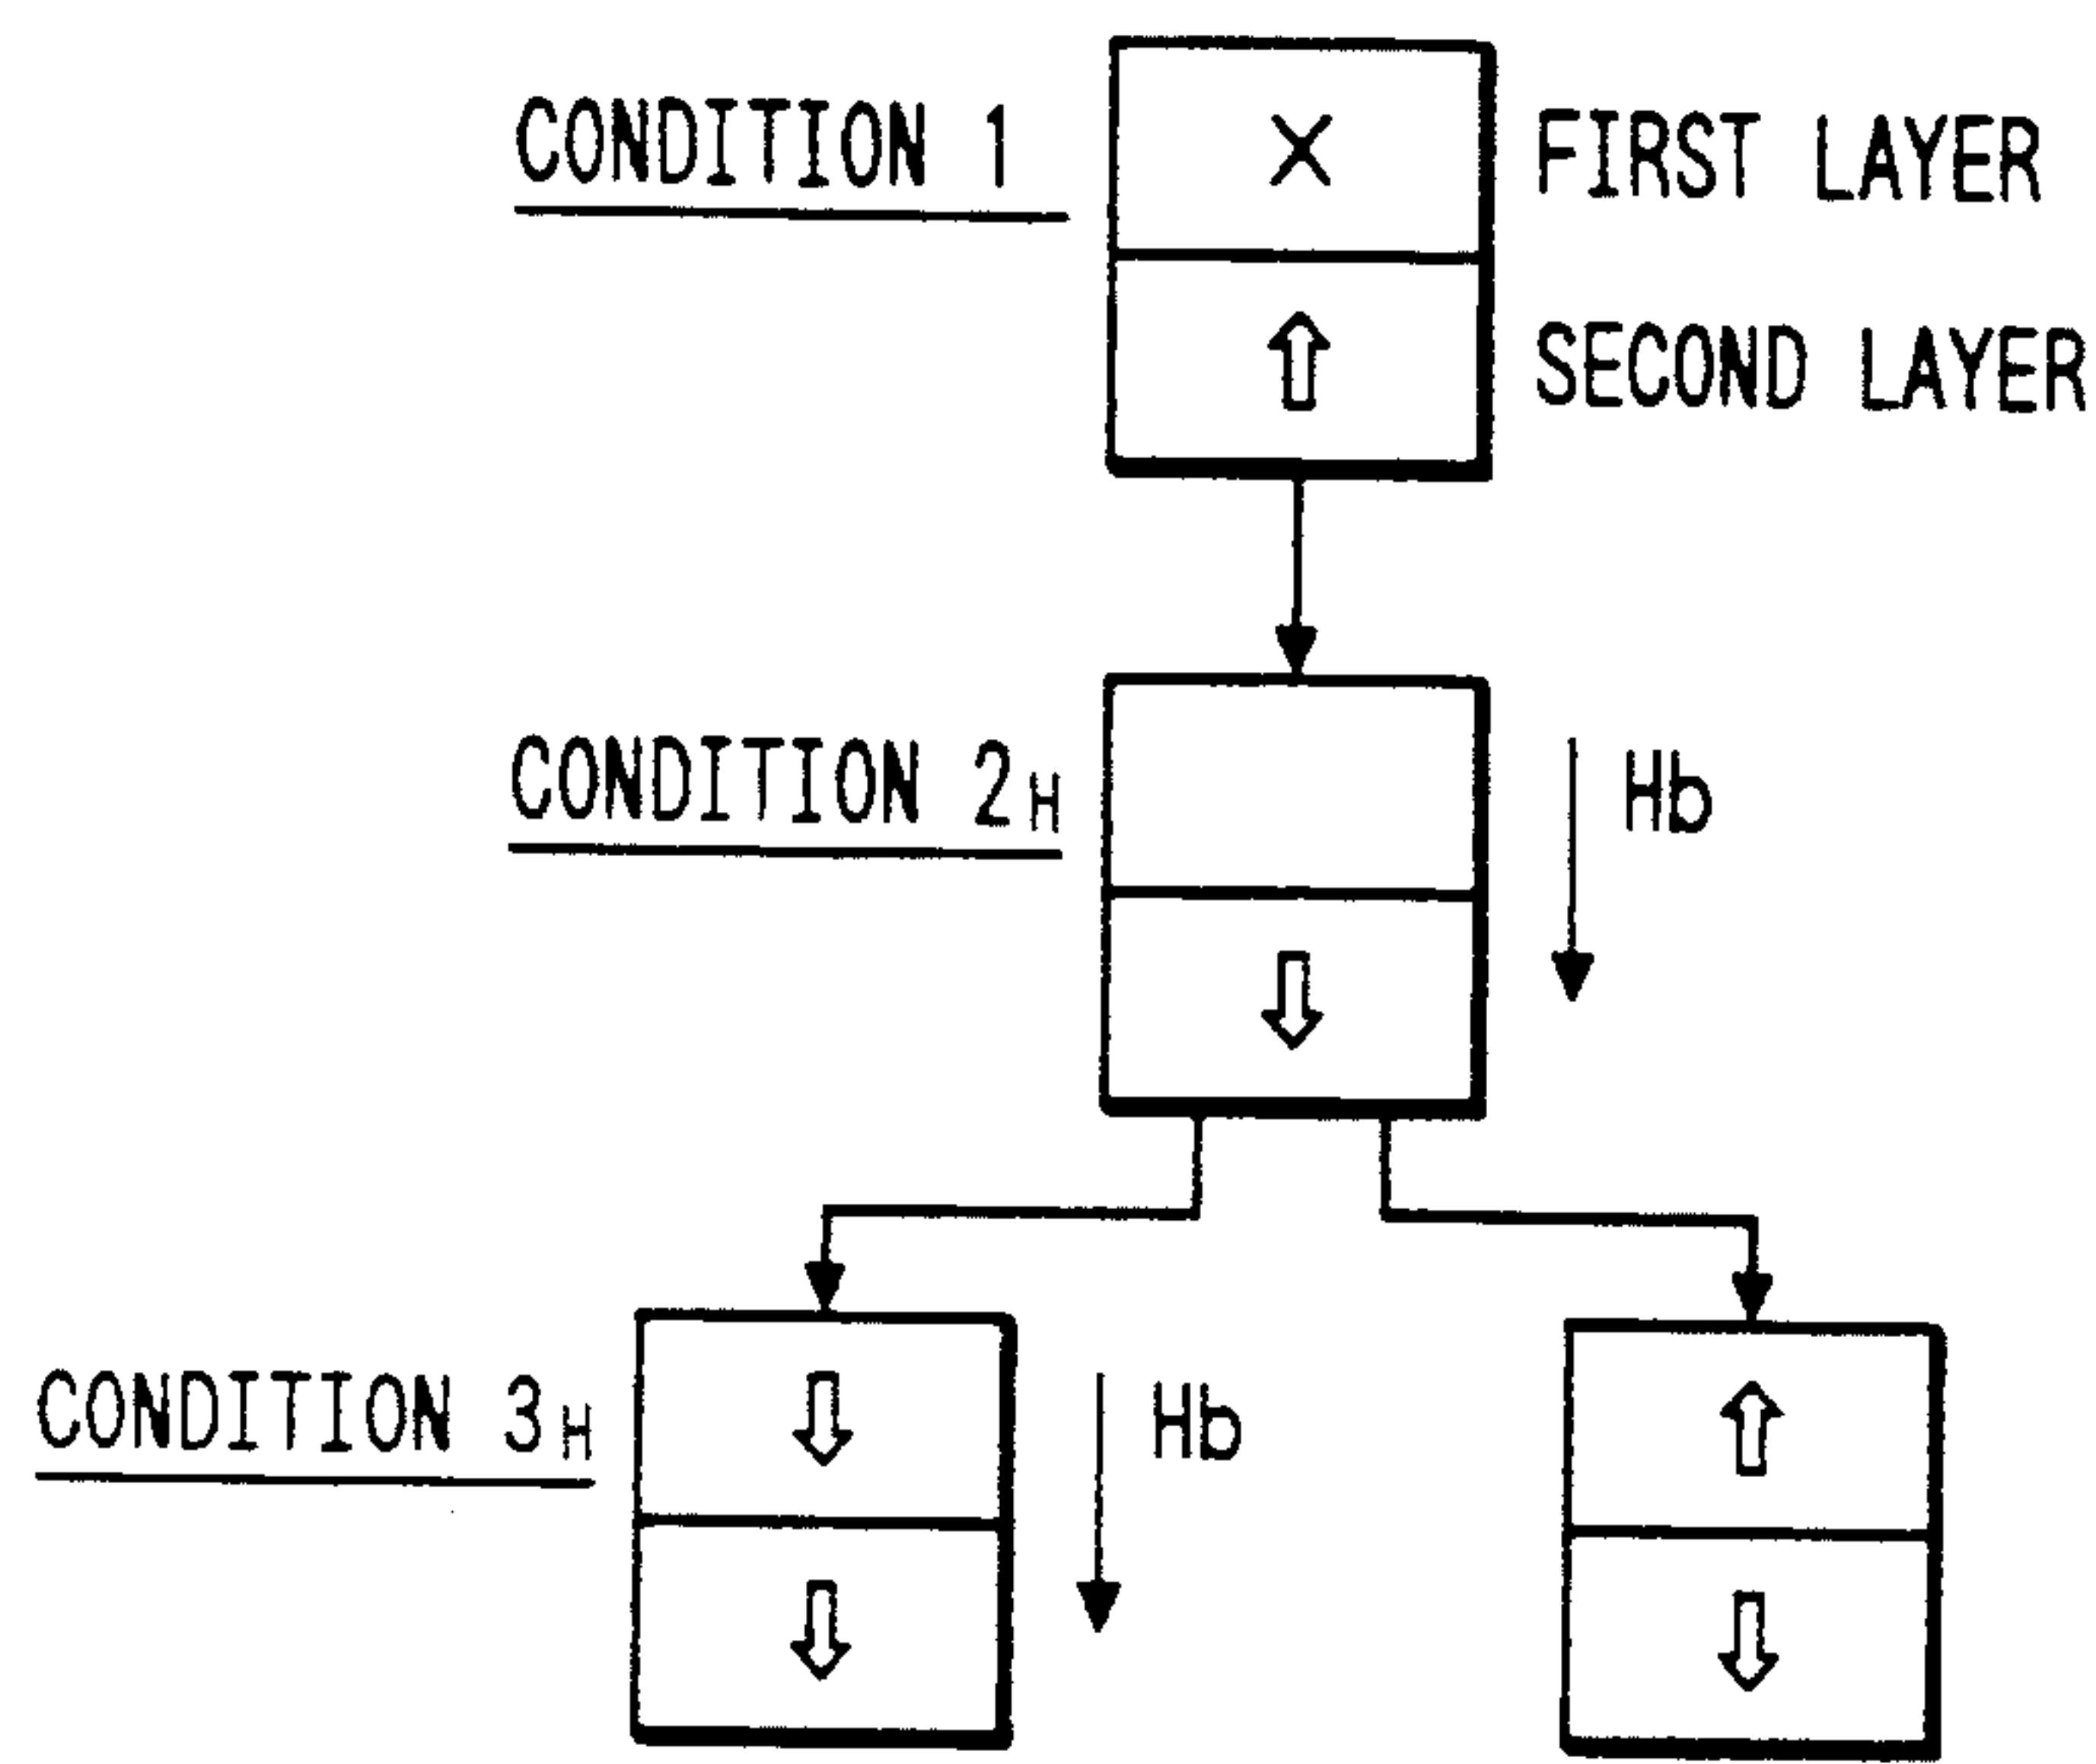 CONDITION 1
FIRST LAYER
SECOND LAYER
CONDITION 2H
Hb
CONDITION 3H
Hb